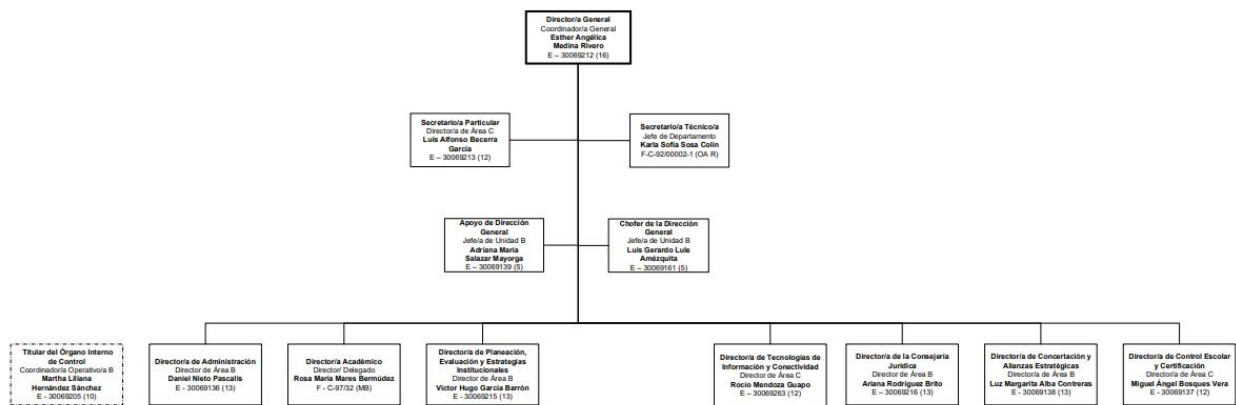 Director/a General
Coordinador/a General
Esther Angélica
Medina Rivero
E – 30069212 (16)
Secretario/a Particular
Director/a de Área C
Luis Alfonso Becerra
García
E – 30069213 (12)
Secretario/a Técnico/a
Jefe de Departamento
Karla Sofía Sosa Colín
F-C-92/00002-1 (OA R)
Apoyo de Dirección
General
Jefe/a de Unidad B
Adriana María
Salazar Mayorga
E – 30069139 (5)
Chofer de la Dirección
General
Jefe/a de Unidad B
Luis Gerardo Lule
Amézquita
E – 30069161 (5)
Titular del Órgano Interno
de Control
Coordinador/a Operativo/a B
Martha Liliana
Hernández Sánchez
E - 30069205 (10)
Director/a de Administración
Director de Área B
Daniel Nieto Pascalis
E - 30069136 (13)
Director/a Académico
Director/ Delegado
Rosa María Mares Bermúdez
F - C-97/32 (MB)
Director/a de Planeación,
Evaluación y Estrategias
Institucionales
Director de Área B
Víctor Hugo García Barrón
E - 30069215 (13)
Director/a de Tecnologías de
Información y Conectividad
Director de Área C
Rocío Mendoza Guapo
E – 30069263 (12)
Director/a de la Consejería
Jurídica
Director de Área B
Ariana Rodríguez Brito
E – 30069216 (13)
Director/a de Concertación y
Alianzas Estratégicas
Director/a de Área B
Luz Margarita Alba Contreras
E - 30069138 (13)
Director/a de Control Escolar
y Certificación
Director/a de Área C
Miguel Ángel Bosques Vera
E - 30069137 (12)